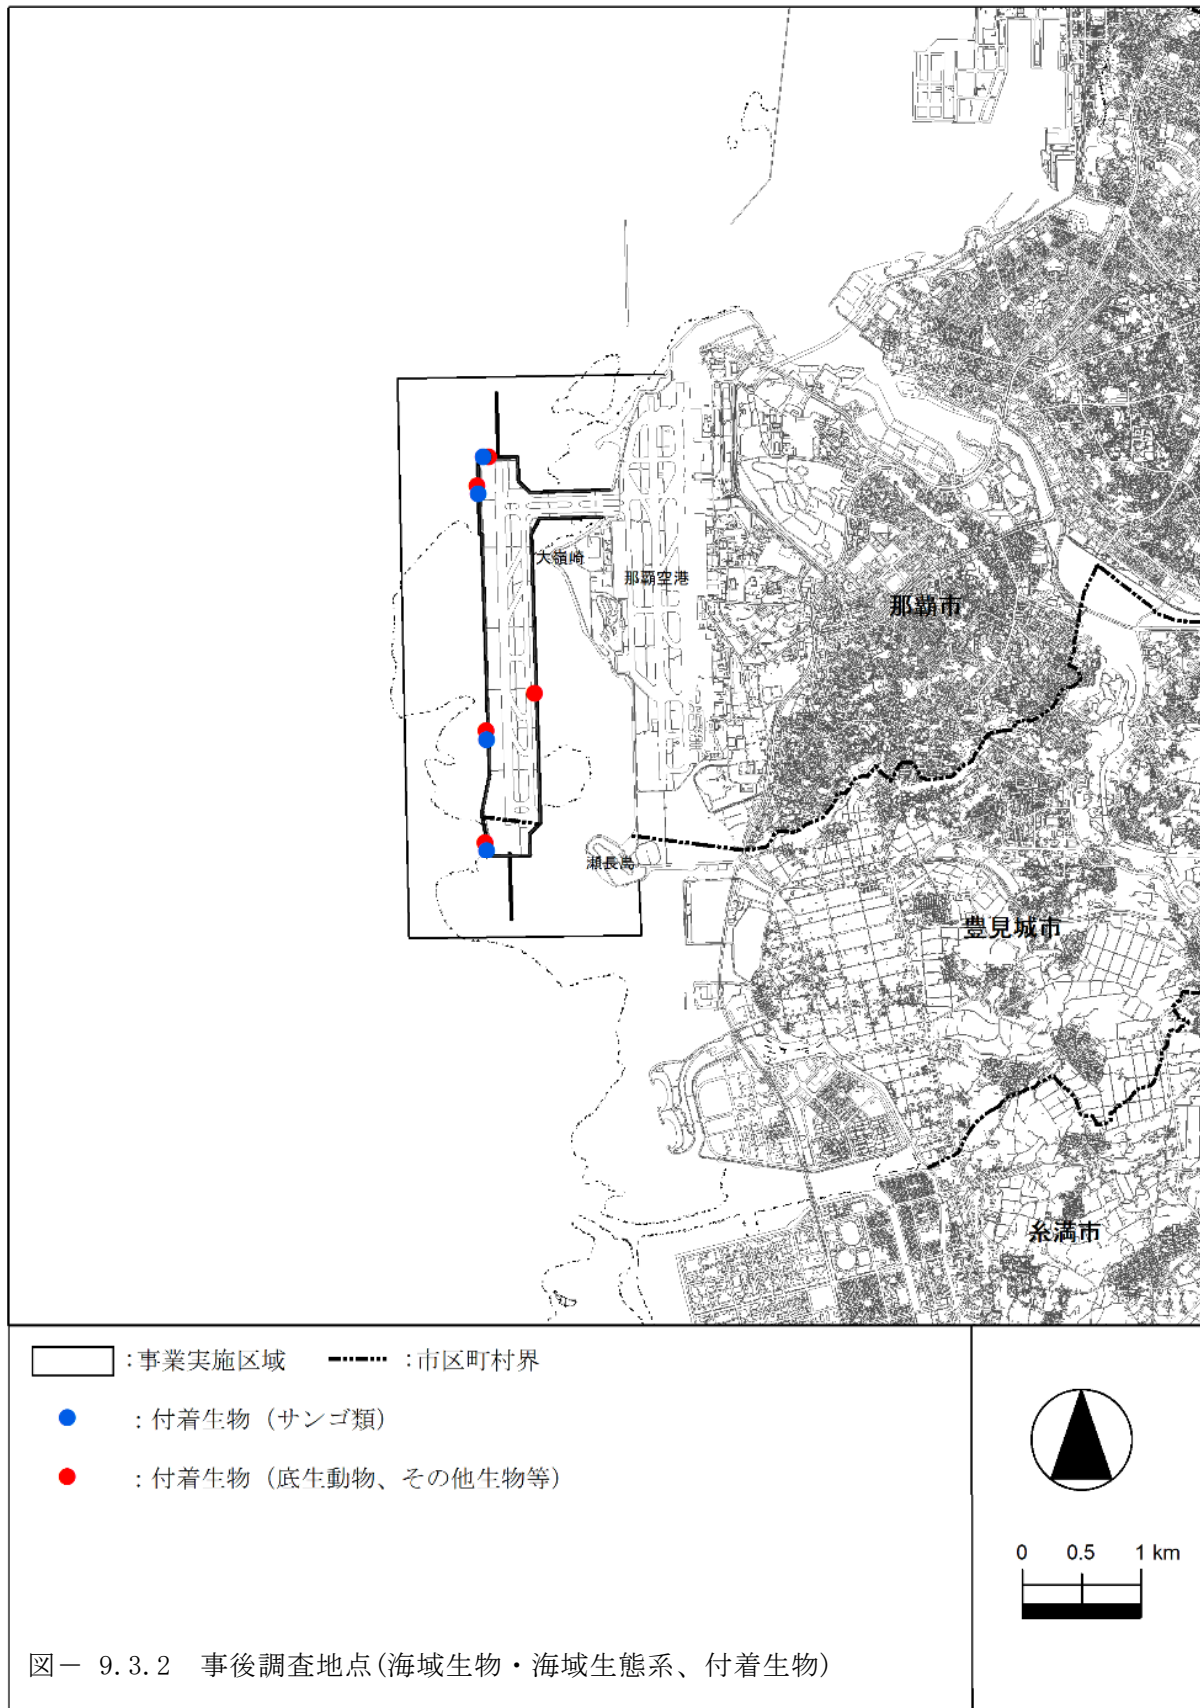 大嶺崎
那覇空港
那覇市
瀬長島
豊見城市
糸満市
：事業実施区域
：市区町村界
：付着生物（サンゴ類）
：付着生物（底生動物、その他生物等）
0 0.5 1 km
図－ 9.3.2 事後調査地点(海域生物・海域生態系、付着生物)